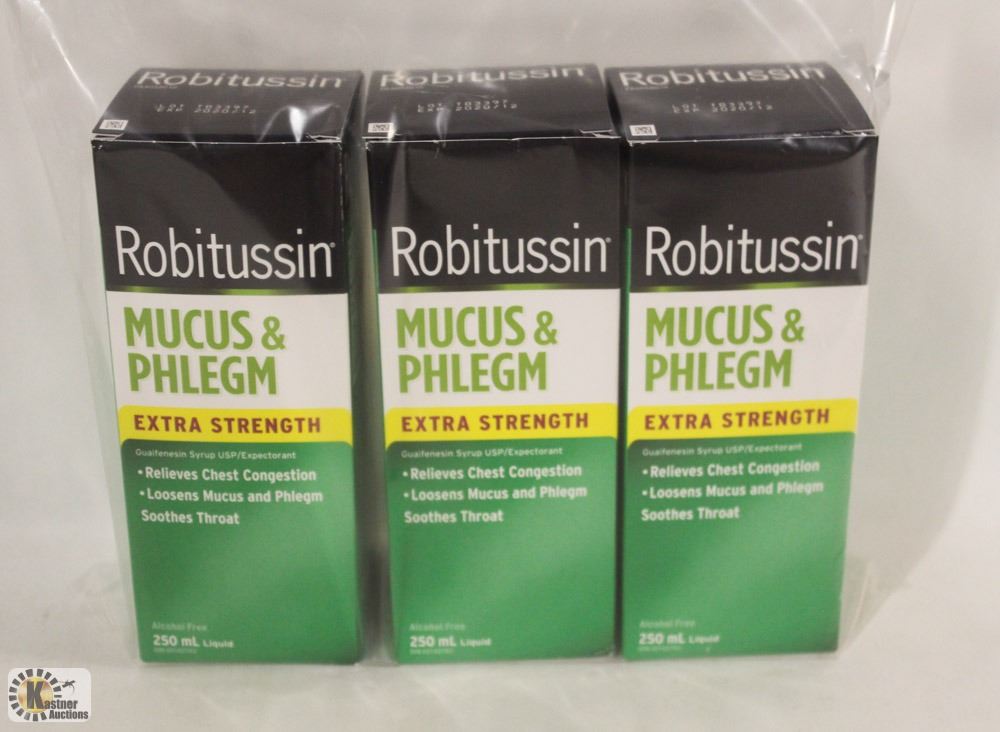 Robitussin
Robitussin
Robitussin
Robitussin
MUCUS &
PHLEGM
EXTRA STRENGTH
Guaifenesin Syrup USP/Expectorant
•Relieves Chest Congestion
•Loosens Mucus and Phlegm
Soothes Throat
Alcohol Free
250 mL Liquid
Robitussin
MUCUS &
PHLEGM
EXTRA STRENGTH
Guaifenesin Syrup USP/Expectorant
•Relieves Chest Congestion
•Loosens Mucus and Phlegm
Soothes Throat
Alcohol Free
250 mL Liquid
Robitussin
MUCUS &
PHLEGM
EXTRA STRENGTH
Guaifenesin Syrup USP/Expectorant
•Relieves Chest Congestion
•Loosens Mucus and Phlegm
Soothes Throat
Alcohol Free
250 mL Liquid
Kastner
Auctions